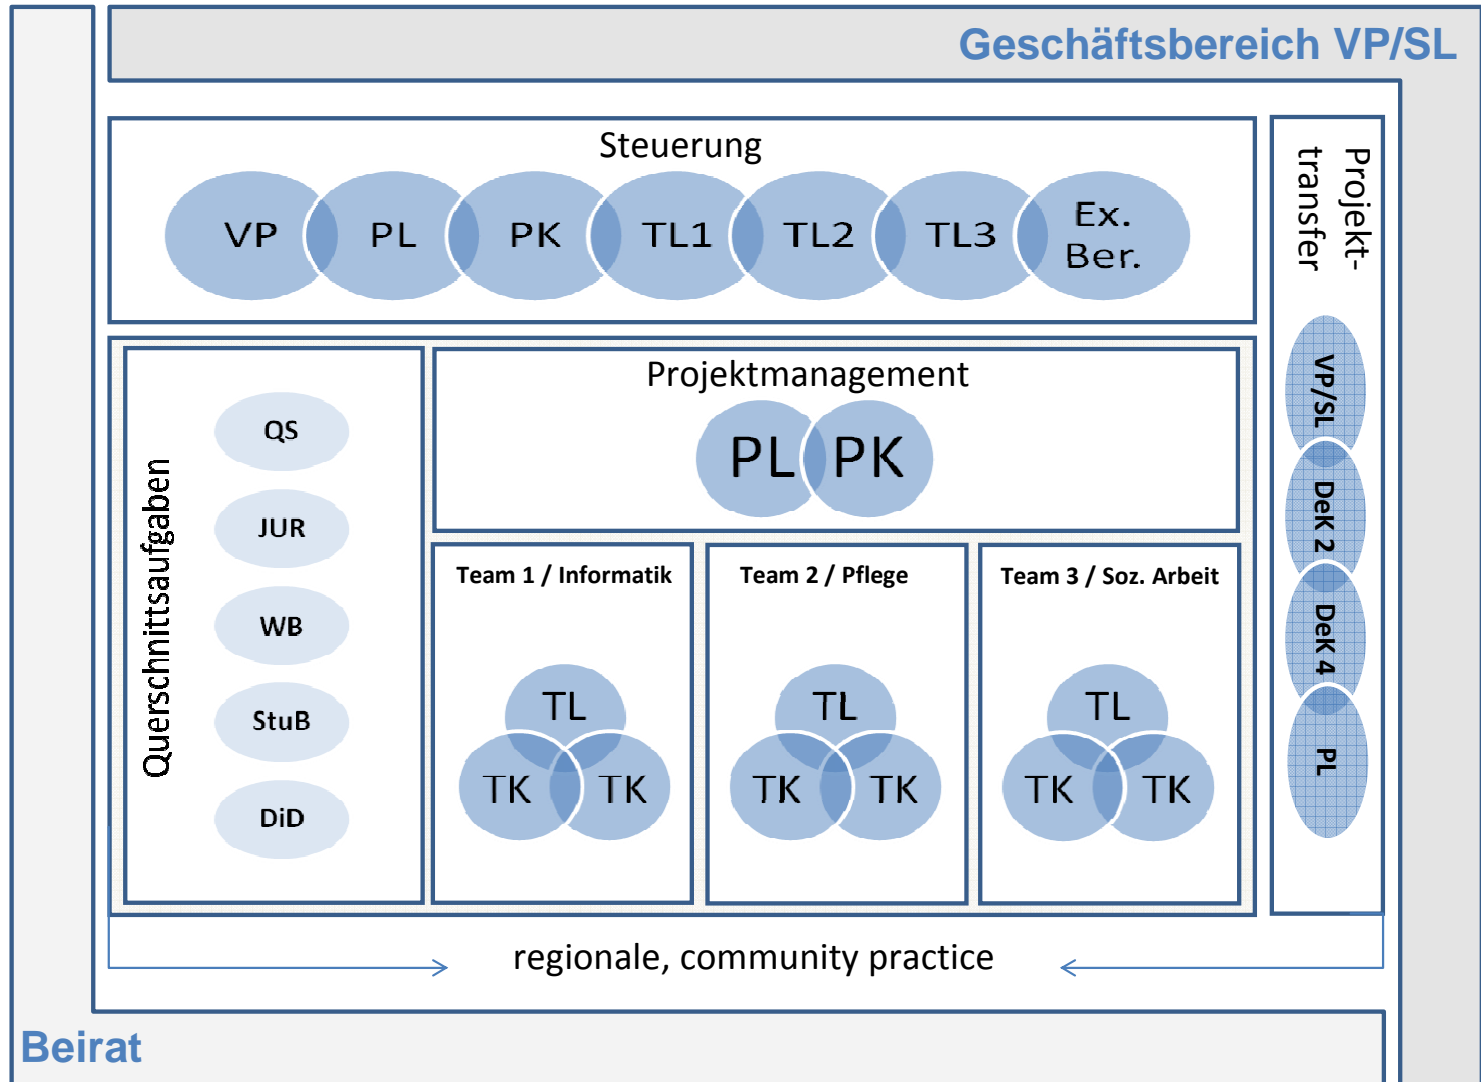 Geschäftsbereich VP/SL
Steuerung
VP PL PK TL1 TL2 TL3 Ex.
Ber.
Projekt-
transfer
VP/SL
DeK 2
DeK 4
PL
Querschnittsaufgaben
QS
JUR
WB
StuB
DiD
Projektmanagement
PL PK
Team 1 / Informatik
TL
TK TK
Team 2 / Pflege
TL
TK TK
Team 3 / Soz. Arbeit
TL
TK TK
regionale, community practice
Beirat